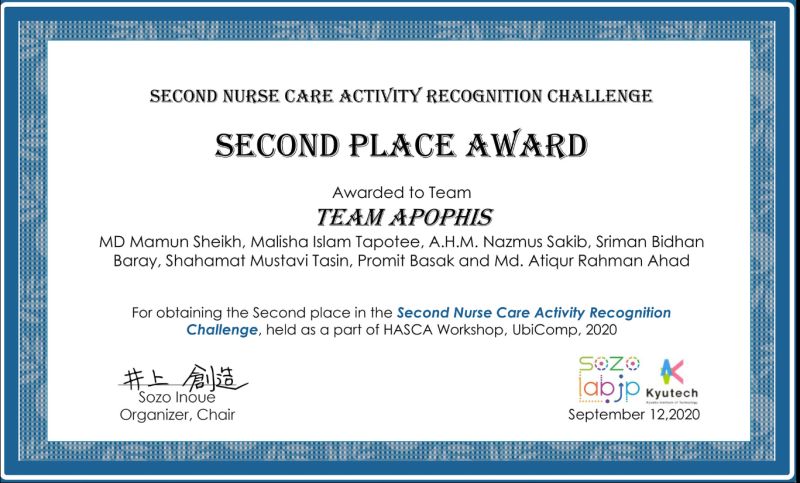 SECOND NURSE CARE ACTIVITY RECOGNITION CHALLENGE
SECOND PLACE AWARD
Awarded to Team
TEAM APOPHIS
MD Mamun Sheikh, Malisha Islam Tapotee, A.H.M. Nazmus Sakib, Sriman Bidhan
Baray, Shahamat Mustavi Tasin, Promit Basak and Md. Atiqur Rahman Ahad
For obtaining the Second place in the Second Nurse Care Activity Recognition
Challenge, held as a part of HASCA Workshop, UbiComp, 2020
井上 創造
Sozo Inoue
Organizer, Chair
sozo
labjp
Kyutech
Kyushu Institute of Technology
September 12,2020